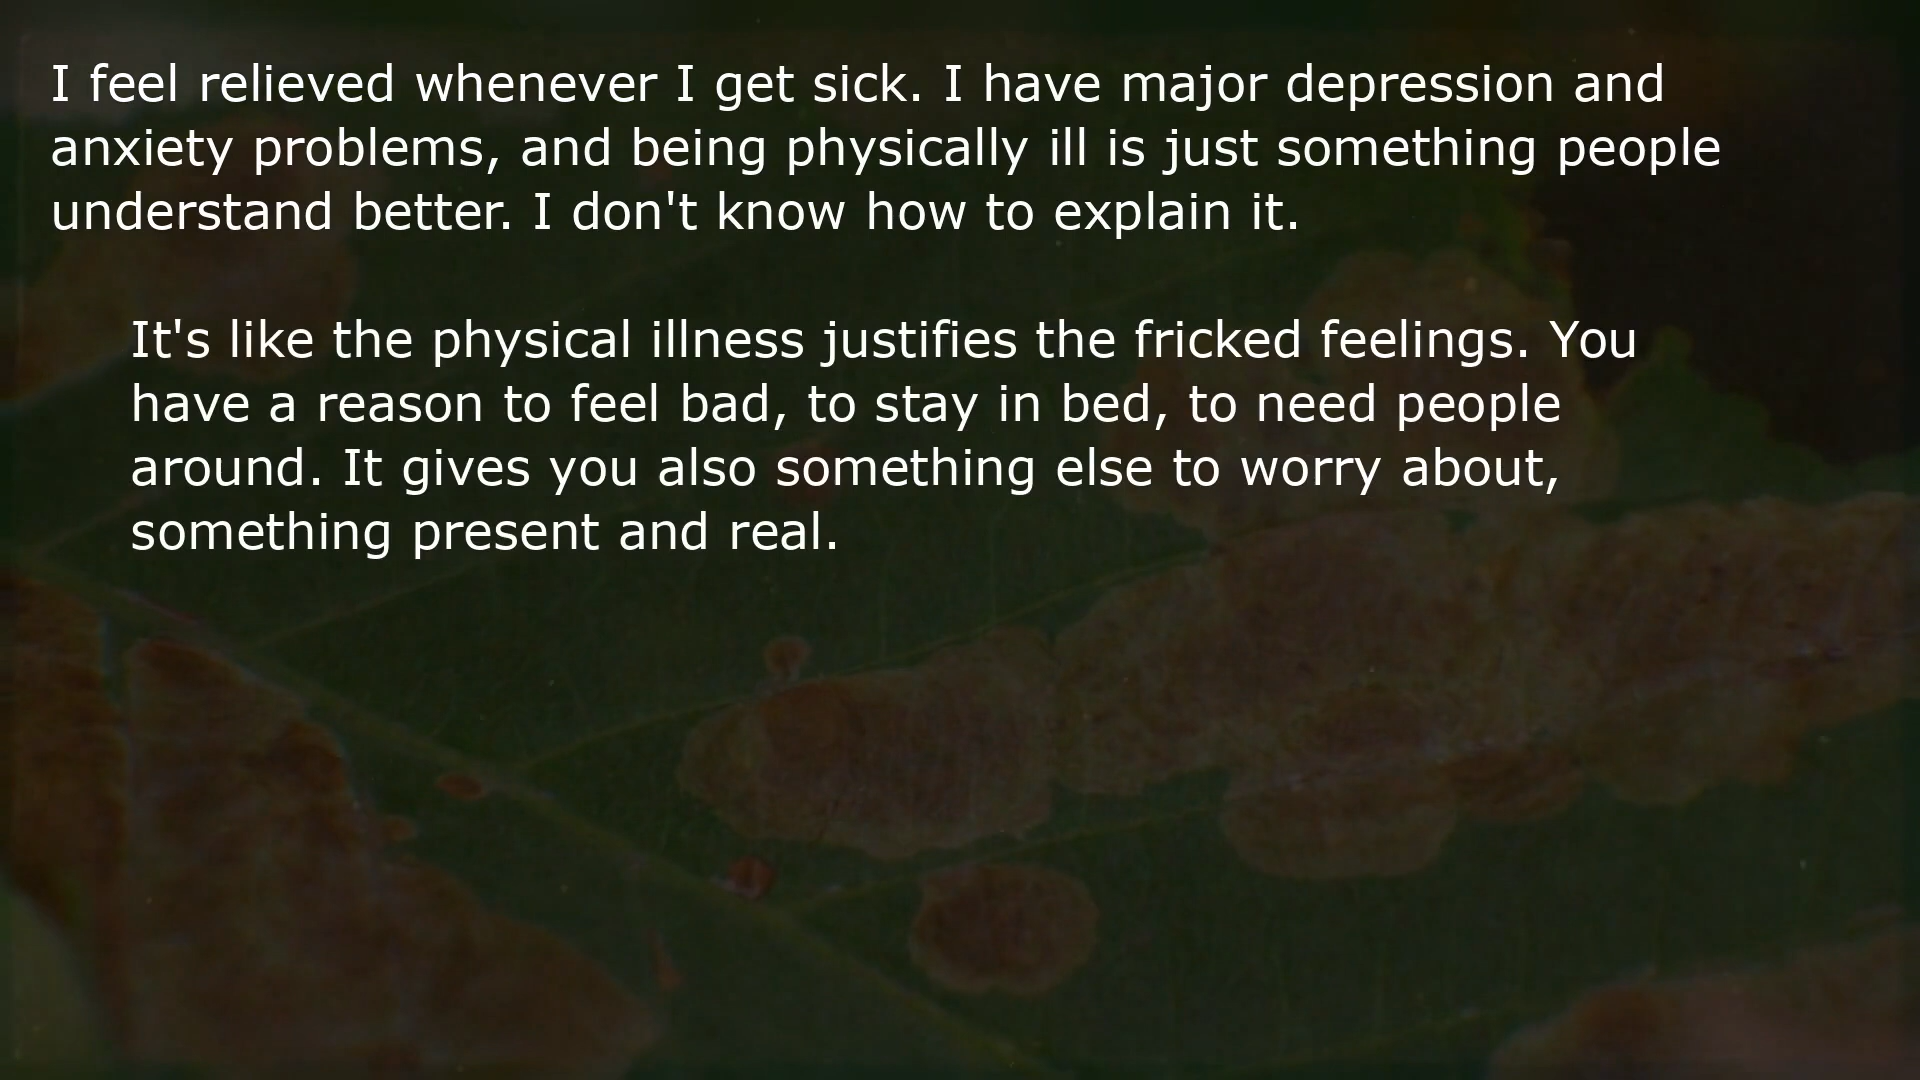 I feel relieved whenever I get sick. I have major depression and
anxiety problems, and being physically ill is just something people
understand better. I don't know how to explain it.
It's like the physical illness justifies the fricked feelings. You
have a reason to feel bad, to stay in bed, to need people
around. It gives you also something else to worry about,
something present and real.